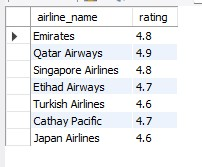 airline_name rating
Emirates 4.8
Qatar Airways 4.9
Singapore Airlines 4.8
Etihad Airways 4.7
Turkish Airlines 4.6
Cathay Pacific 4.7
Japan Airlines 4.6